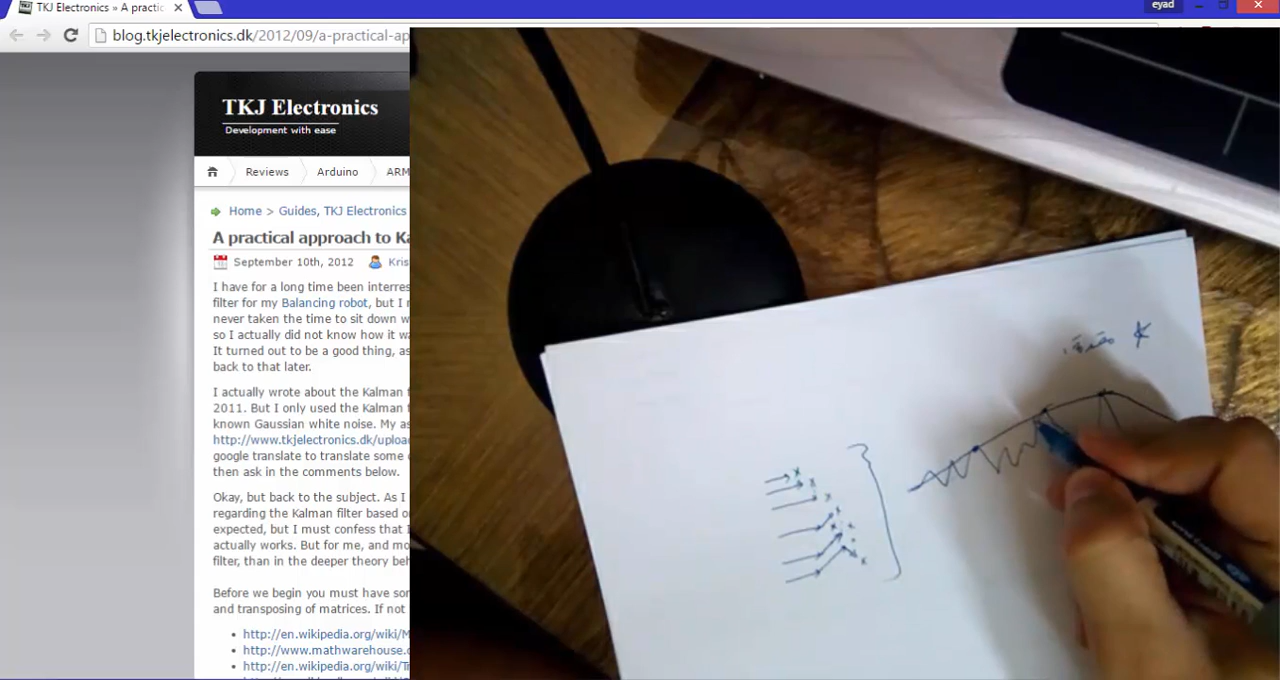 TKJ Electronics » A practic
eyad
blog.tkjelectronics.dk/2012/09/a-practical-ap
TKJ Electronics
Development with ease
Reviews
Arduino
ARM
Home > Guides, TKJ Electronics
A practical approach to Ka
September 10th, 2012
Kris
I have for a long time been interres
filter for my Balancing robot, but I r
never taken the time to sit down w
so I actually did not know how it wa
It turned out to be a good thing, as
back to that later.
I actually wrote about the Kalman f
2011. But I only used the Kalman f
known Gaussian white noise. My as
http://www.tkjelectronics.dk/upload
google translate to translate some o
then ask in the comments below.
Okay, but back to the subject. As I
regarding the Kalman filter based or
expected, but I must confess that I
actually works. But for me, and mo
filter, than in the deeper theory beh
Before we begin you must have som
and transposing of matrices. If not
http://en.wikipedia.org/wiki/M
http://www.mathwarehouse.c
http://en.wikipedia.org/wiki/Tr